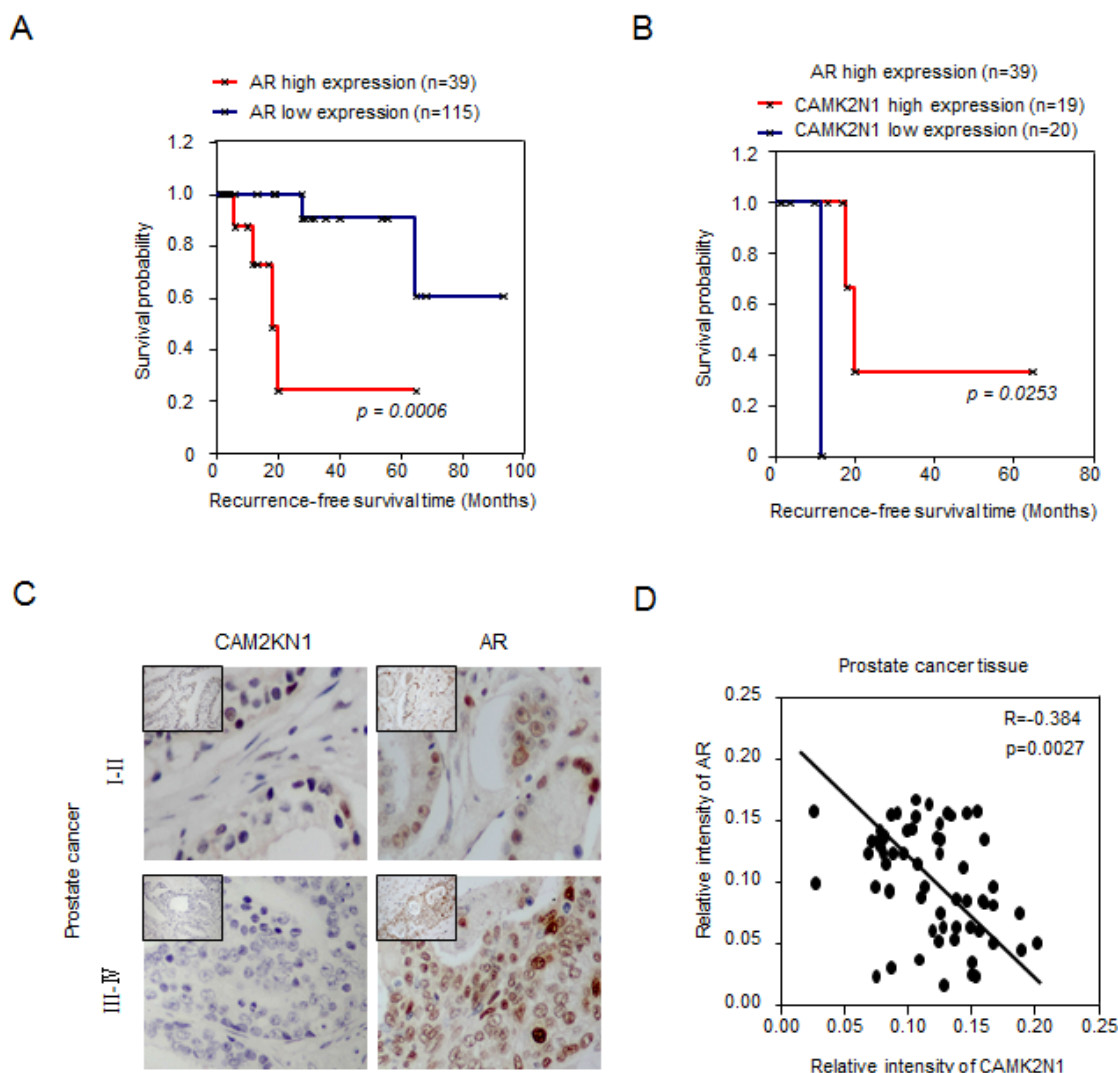 A
AR high expression (n=39)
AR low expression (n=115)
1.2
1.0
0.8
0.6
0.4
0.2
0
0 20 40 60 80 100
Survival probability
p = 0.0006
Recurrence-free survival time (Months)
B
AR high expression (n=39)
CAMK2N1 high expression (n=19)
CAMK2N1 low expression (n=20)
1.2
1.0
0.8
0.6
0.4
0.2
0
0 20 40 60 80
Survival probability
p = 0.0253
Recurrence-free survival time (Months)
C
CAM2KN1 AR
Prostate cancer
I-II
III-IV
D
Prostate cancer tissue
R=-0.384
p=0.0027
0.25
0.20
0.15
0.10
0.05
0.00
0.00 0.05 0.10 0.15 0.20 0.25
Relative intensity of AR
Relative intensity of CAMK2N1